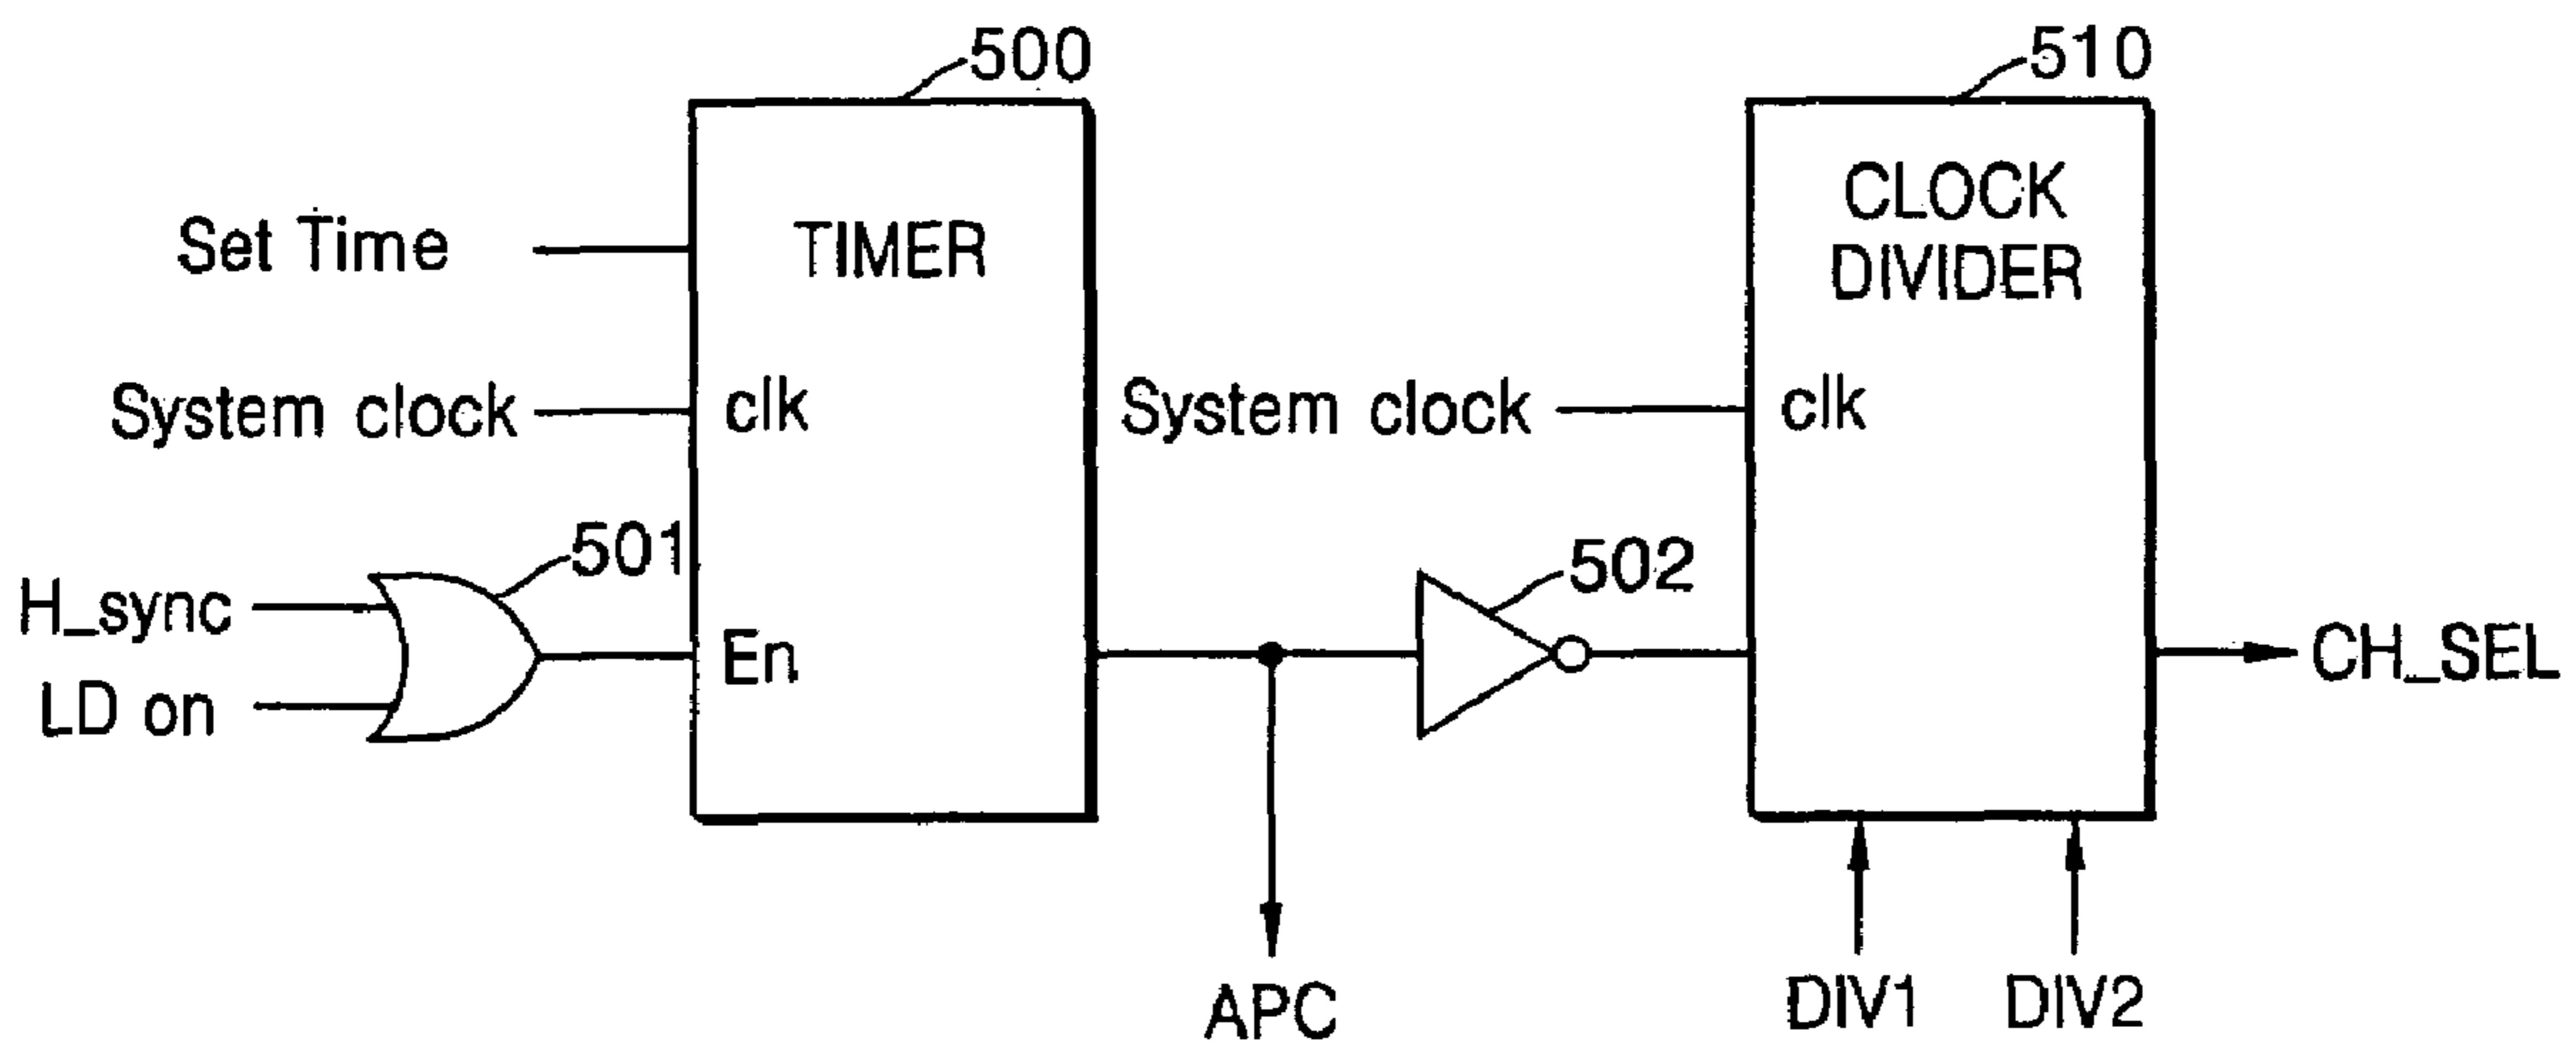 500
510
Set Time
TIMER
CLOCK
DIVIDER
System clock
clk
System clock
clk
501
502
H_sync
LD on
En
CH_SEL
APC
DIV1
DIV2